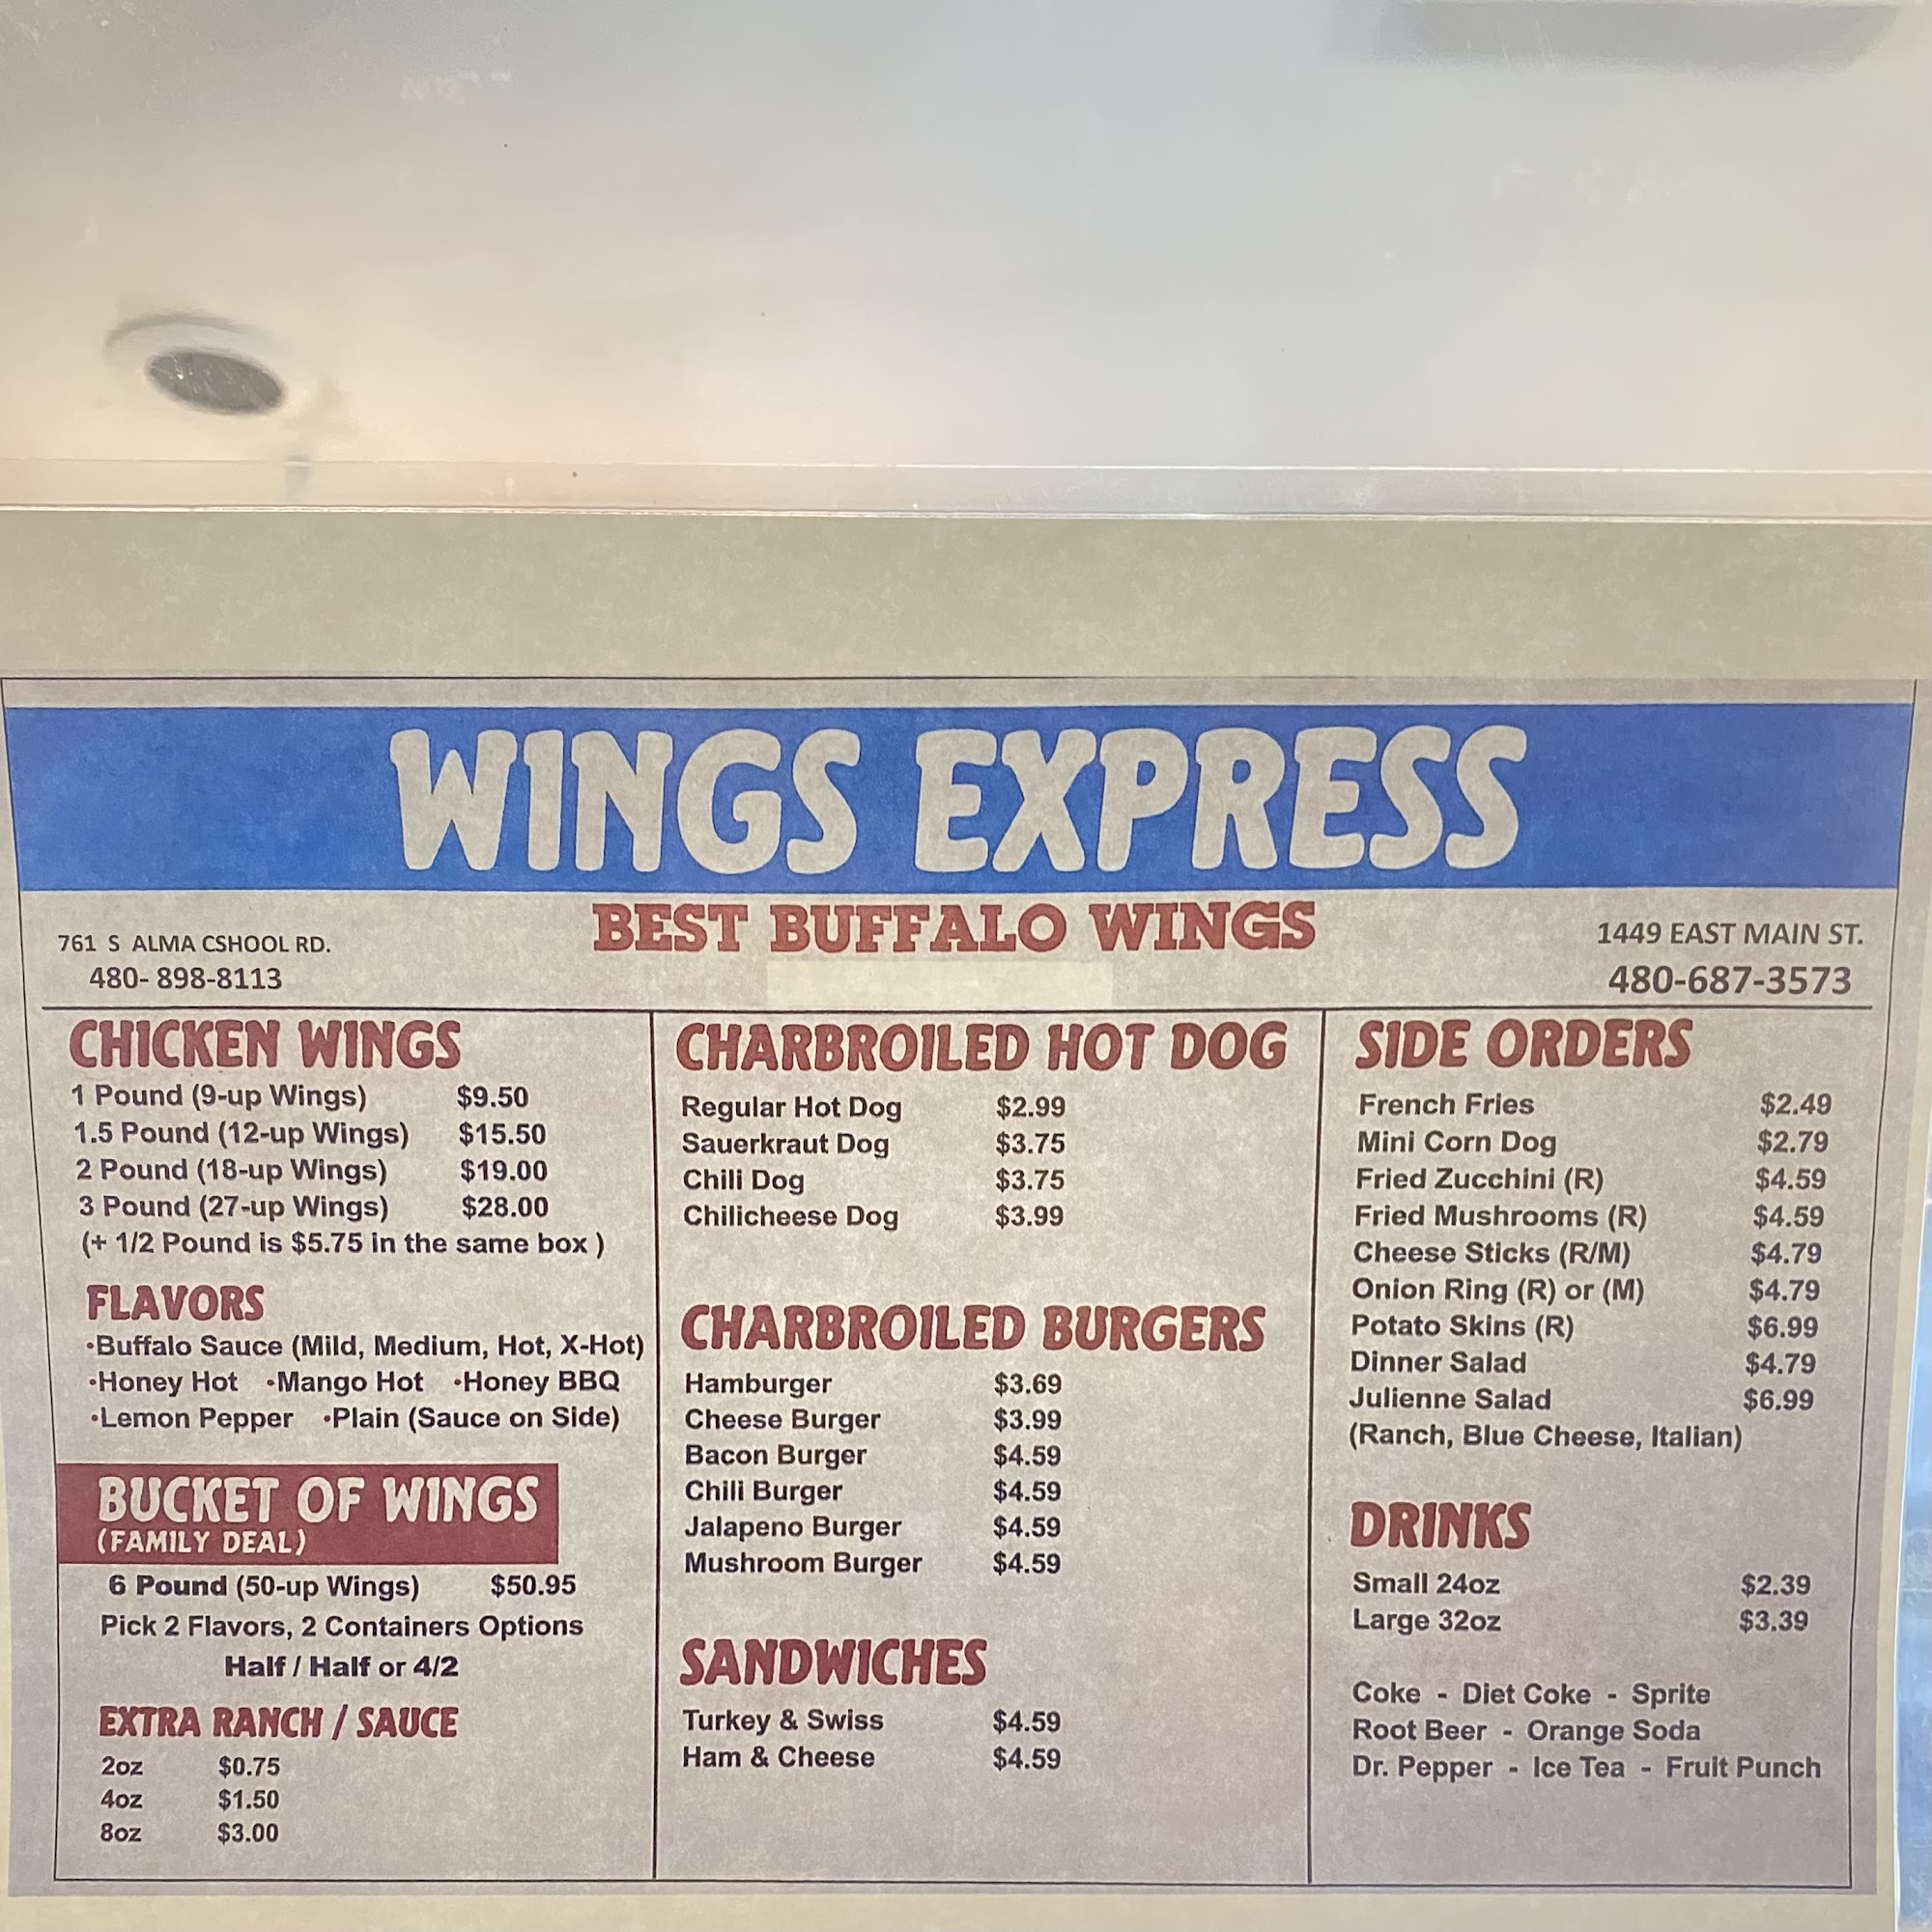 WINGS EXPRESS
BEST BUFFALO WINGS
761 S ALMA CSHOOL RD.
480- 898-8113
1449 EAST MAIN ST.
480-687-3573
CHICKEN WINGS
1 Pound (9-up Wings) $9.50
1.5 Pound (12-up Wings) $15.50
2 Pound (18-up Wings) $19.00
3 Pound (27-up Wings) $28.00
(+ 1/2 Pound is $5.75 in the same box )
FLAVORS
•Buffalo Sauce (Mild, Medium, Hot, X-Hot)
•Honey Hot •Mango Hot •Honey BBQ
•Lemon Pepper •Plain (Sauce on Side)
BUCKET OF WINGS
(FAMILY DEAL)
6 Pound (50-up Wings) $50.95
Pick 2 Flavors, 2 Containers Options
Half / Half or 4/2
EXTRA RANCH / SAUCE
2oz $0.75
4oz $1.50
8oz $3.00
CHARBROILED HOT DOG
Regular Hot Dog $2.99
Sauerkraut Dog $3.75
Chili Dog $3.75
Chilicheese Dog $3.99
CHARBROILED BURGERS
Hamburger $3.69
Cheese Burger $3.99
Bacon Burger $4.59
Chili Burger $4.59
Jalapeno Burger $4.59
Mushroom Burger $4.59
SANDWICHES
Turkey & Swiss $4.59
Ham & Cheese $4.59
SIDE ORDERS
French Fries $2.49
Mini Corn Dog $2.79
Fried Zucchini (R) $4.59
Fried Mushrooms (R) $4.59
Cheese Sticks (R/M) $4.79
Onion Ring (R) or (M) $4.79
Potato Skins (R) $6.99
Dinner Salad $4.79
Julienne Salad $6.99
(Ranch, Blue Cheese, Italian)
DRINKS
Small 24oz $2.39
Large 32oz $3.39
Coke - Diet Coke - Sprite
Root Beer - Orange Soda
Dr. Pepper - Ice Tea - Fruit Punch